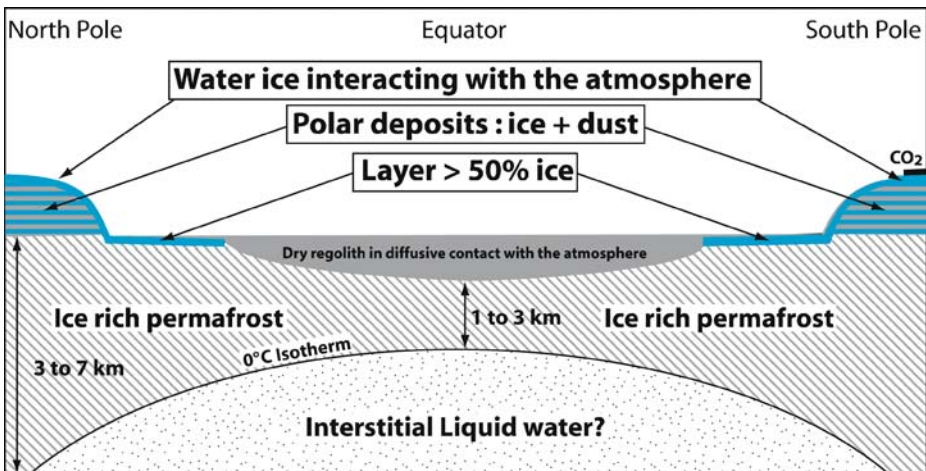 North Pole
Equator
South Pole
Water ice interacting with the atmosphere
Polar deposits : ice + dust
CO₂
Layer > 50% ice
Dry regolith in diffusive contact with the atmosphere
Ice rich permafrost
1 to 3 km
Ice rich permafrost
0°C Isotherm
3 to 7 km
Interstitial Liquid water?